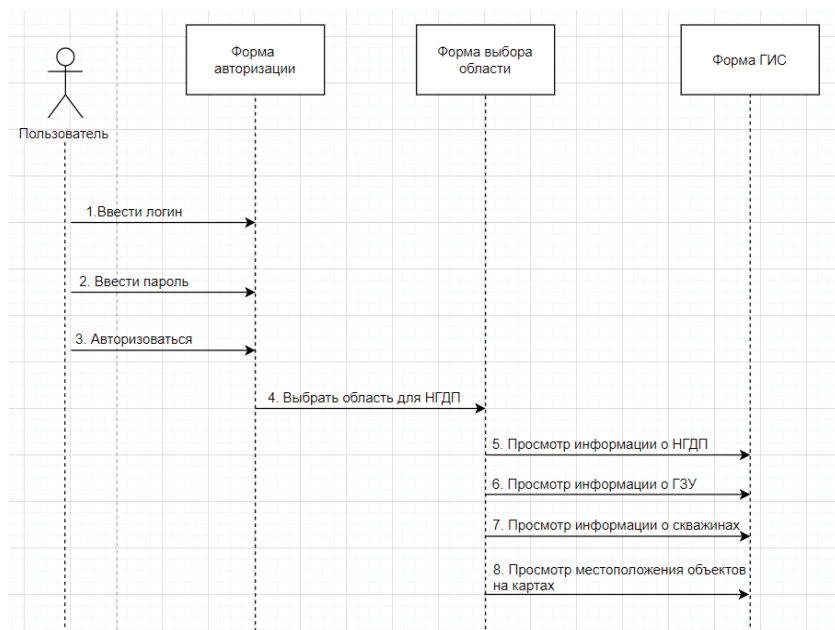 Форма
авторизации
Форма выбора
области
Форма ГИС
Пользователь
1.Ввести логин
2. Ввести пароль
3. Авторизоваться
4. Выбрать область для НГДП
5. Просмотр информации о НГДП
6. Просмотр информации о ГЗУ
7. Просмотр информации о скважинах
8. Просмотр местоположения объектов
на картах